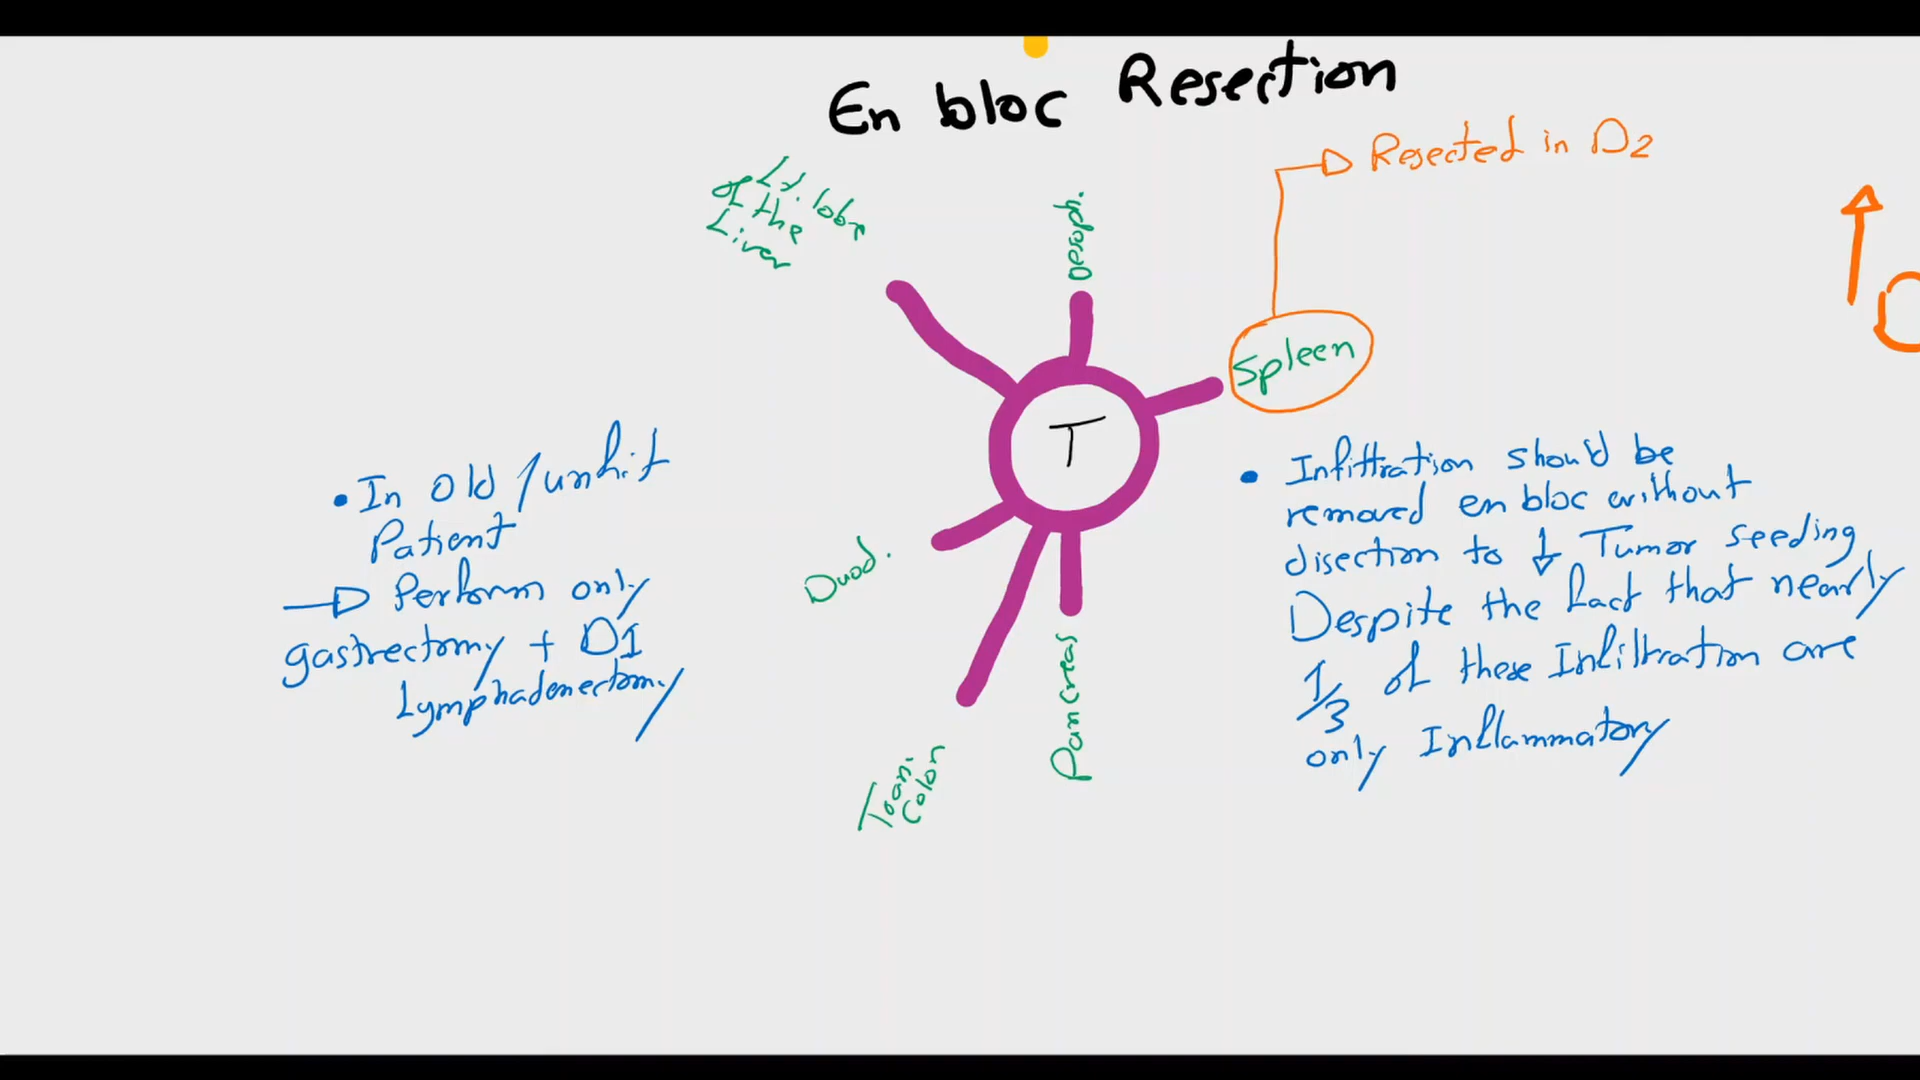 En bloc Resection
Resected in D2
Lt. lobe
of the
Liver
Oesoph.
Spleen
T
• In old / unfit
Patient
Perform only
gastrectomy + D1
Lymphadenectomy
Duod.
Tran.
Colon
Pancreas
• Infiltration should be
removed en bloc without
disection to ↓ Tumor seeding
Despite the fact that nearly
1/3 of these Infiltration are
only Inflammatory